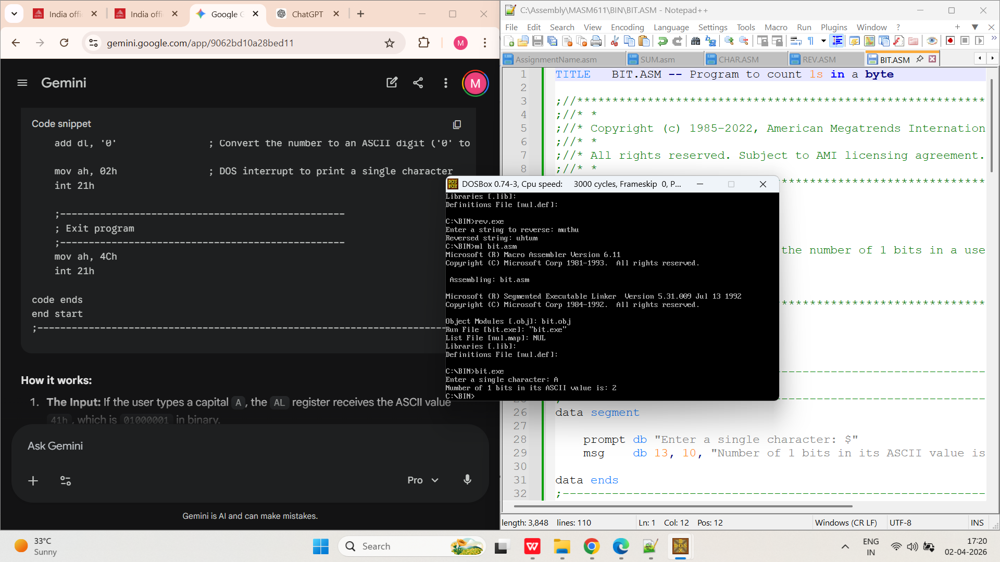 India offi
India offi
Google G
ChatGPT
gemini.google.com/app/9062bd10a28bed11
M
Gemini
M
Code snippet
add dl, '0' ; Convert the number to an ASCII digit ('0' to
mov ah, 02h ; DOS interrupt to print a single character
int 21h
;--------------------------------------------------
; Exit program
;--------------------------------------------------
mov ah, 4Ch
int 21h
code ends
end start
;------------------------------------------------------------------------
How it works:
1. The Input: If the user types a capital A, the AL register receives the ASCII value
41h, which is 01000001 in binary.
Ask Gemini
Pro
Gemini is AI and can make mistakes.
C:\Assembly\MASM611\BIN\BIT.ASM - Notepad++
File Edit Search View Encoding Language Settings Tools Macro Run Plugins Window ?
AssignmentName.asm SUM.asm CHAR.ASM REV.ASM BIT.ASM
1 TITLE BIT.ASM -- Program to count 1s in a byte
2
3 ;//**********************************************************
4 ;//* *
5 ;//* Copyright (c) 1985-2022, American Megatrends Internation
6 ;//* *
7 ;//* All rights reserved. Subject to AMI licensing agreement.
8 ;//* *
*****************************
the number of 1 bits in a use
*****************************
26 data segment
27
28 prompt db "Enter a single character: $"
29 msg db 13, 10, "Number of 1 bits in its ASCII value is
30
31 data ends
32 ;-------------------------------------------------------------
DOSBox 0.74-3, Cpu speed: 3000 cycles, Frameskip 0, P...
Libraries [.lib]:
Definitions File [nul.def]:
C:\BIN>rev.exe
Enter a string to reverse: muthu
Reversed string: uhtum
C:\BIN>ml bit.asm
Microsoft (R) Macro Assembler Version 6.11
Copyright (C) Microsoft Corp 1981-1993. All rights reserved.
Assembling: bit.asm
Microsoft (R) Segmented Executable Linker Version 5.31.009 Jul 13 1992
Copyright (C) Microsoft Corp 1984-1992. All rights reserved.
Object Modules [.obj]: bit.obj
Run File [bit.exe]: "bit.exe"
List File [nul.map]: NUL
Libraries [.lib]:
Definitions File [nul.def]:
C:\BIN>bit.exe
Enter a single character: A
Number of 1 bits in its ASCII value is: 2
C:\BIN>
length: 3,848 lines: 110 Ln: 1 Col: 12 Pos: 12 Windows (CR LF) UTF-8 INS
33°C
Sunny
Search
ENG
IN
17:20
02-04-2026